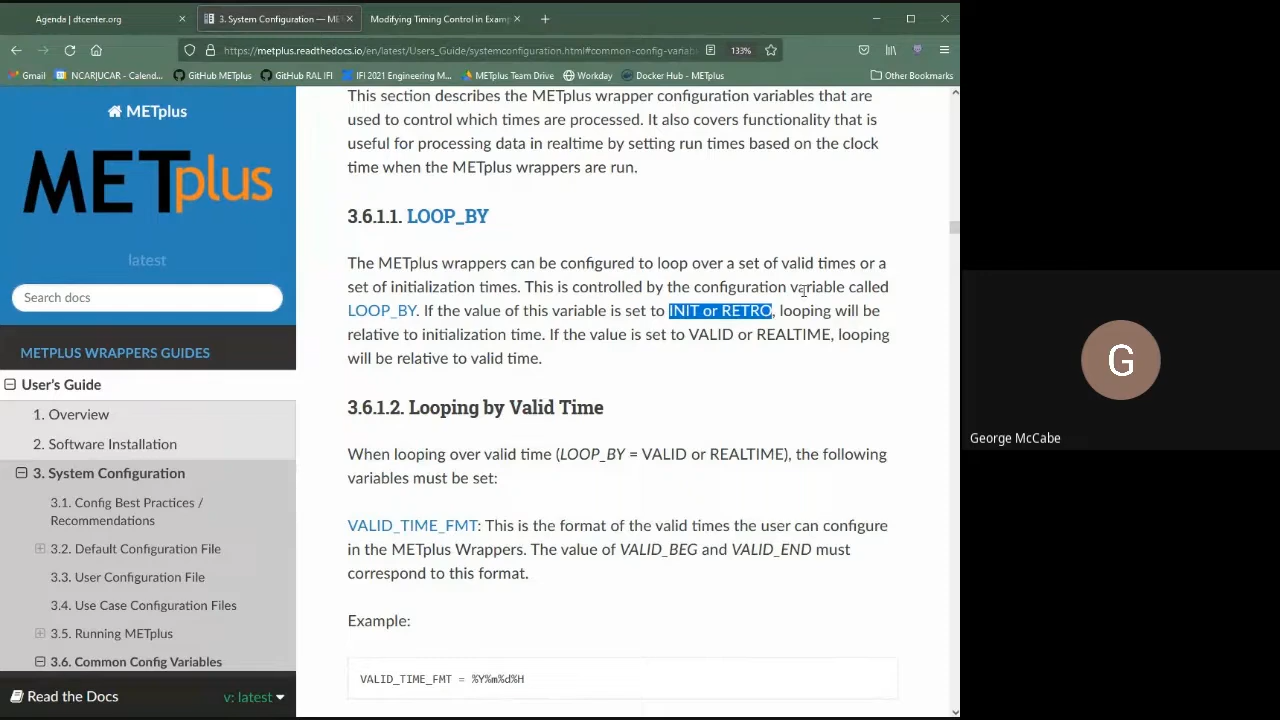 Agenda | dtcenter.org
3. System Configuration — ME
Modifying Timing Control in Examp
https://metplus.readthedocs.io/en/latest/Users_Guide/systemconfiguration.html#common-config-variab
133%
Gmail
NCAR|UCAR - Calend...
GitHub METplus
GitHub RAL IFI
IFI 2021 Engineering M...
METplus Team Drive
Workday
Docker Hub - METplus
Other Bookmarks
METplus
METplus
latest
Search docs
METPLUS WRAPPERS GUIDES
User's Guide
1. Overview
2. Software Installation
3. System Configuration
3.1. Config Best Practices /
Recommendations
3.2. Default Configuration File
3.3. User Configuration File
3.4. Use Case Configuration Files
3.5. Running METplus
3.6. Common Config Variables
Read the Docs
v: latest
This section describes the METplus wrapper configuration variables that are
used to control which times are processed. It also covers functionality that is
useful for processing data in realtime by setting run times based on the clock
time when the METplus wrappers are run.
3.6.1.1. LOOP_BY
The METplus wrappers can be configured to loop over a set of valid times or a
set of initialization times. This is controlled by the configuration variable called
LOOP_BY. If the value of this variable is set to INIT or RETRO, looping will be
relative to initialization time. If the value is set to VALID or REALTIME, looping
will be relative to valid time.
3.6.1.2. Looping by Valid Time
When looping over valid time (LOOP_BY = VALID or REALTIME), the following
variables must be set:
VALID_TIME_FMT: This is the format of the valid times the user can configure
in the METplus Wrappers. The value of VALID_BEG and VALID_END must
correspond to this format.
Example:
VALID_TIME_FMT = %Y%m%d%H
G
George McCabe